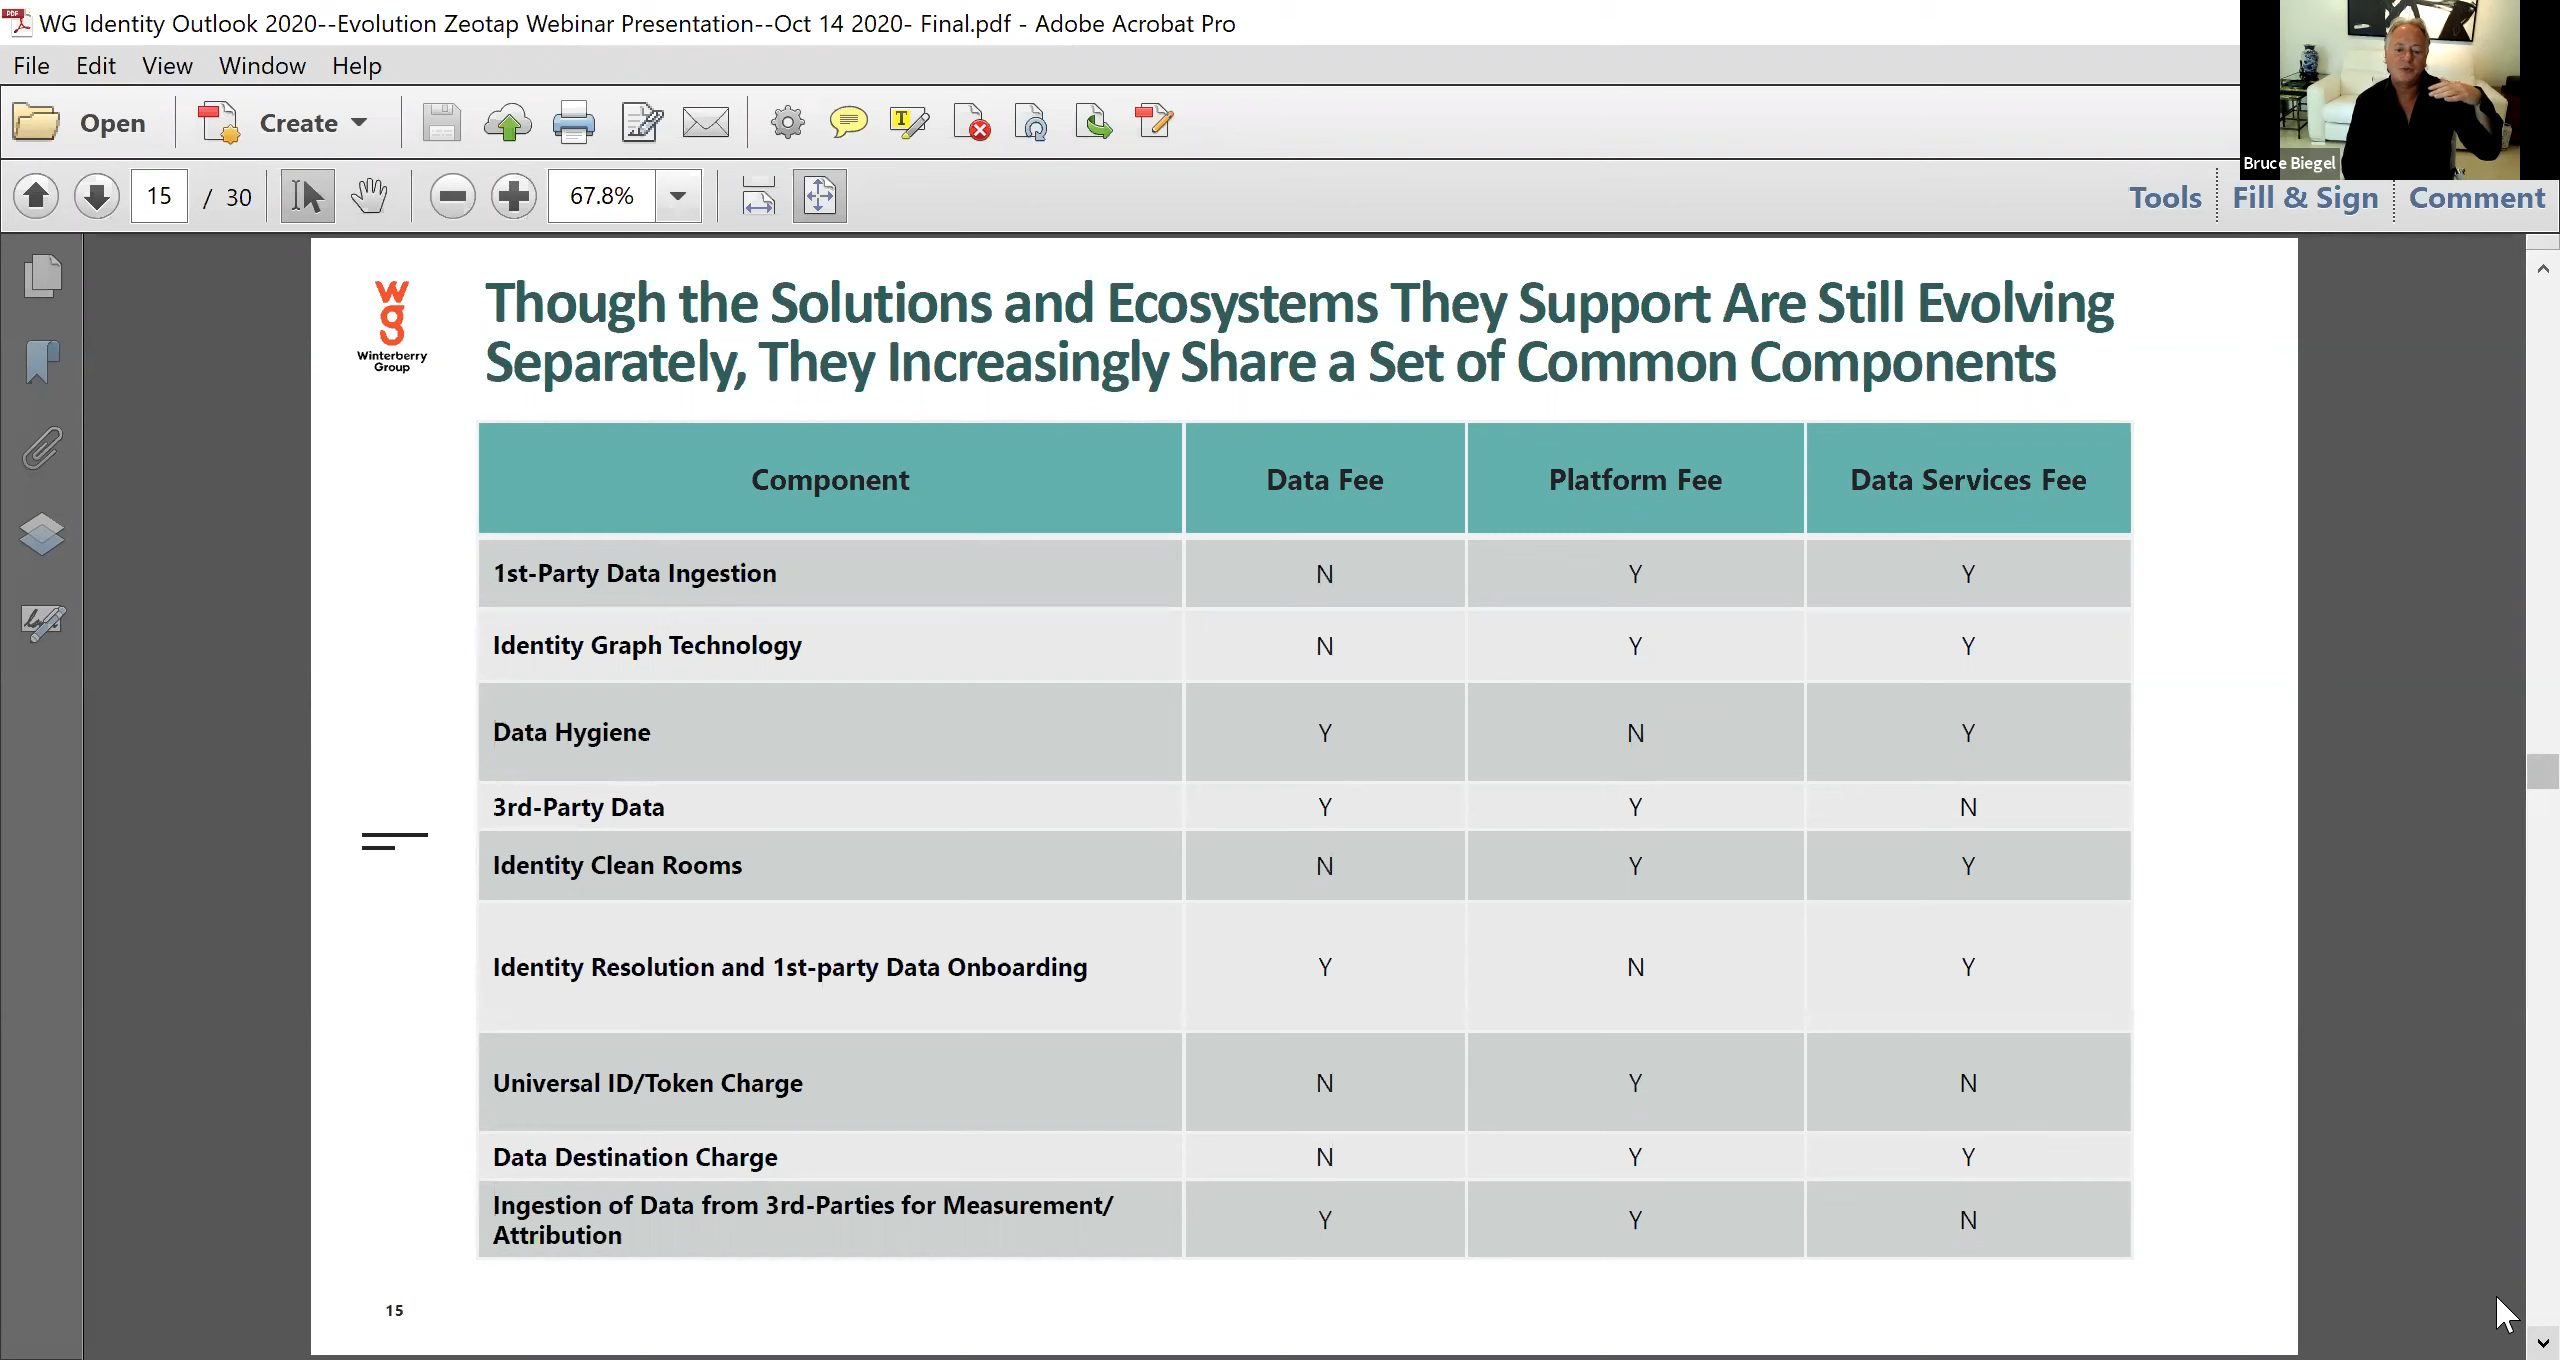 WG Identity Outlook 2020--Evolution Zeotap Webinar Presentation--Oct 14 2020- Final.pdf - Adobe Acrobat Pro
File Edit View Window Help
Open Create
Bruce Biegel
15 / 30 67.8% Tools Fill & Sign Comment
wg
Winterberry
Group
Though the Solutions and Ecosystems They Support Are Still Evolving
Separately, They Increasingly Share a Set of Common Components
Component Data Fee Platform Fee Data Services Fee
1st-Party Data Ingestion N Y Y
Identity Graph Technology N Y Y
Data Hygiene Y N Y
3rd-Party Data Y Y N
Identity Clean Rooms N Y Y
Identity Resolution and 1st-party Data Onboarding Y N Y
Universal ID/Token Charge N Y N
Data Destination Charge N Y Y
Ingestion of Data from 3rd-Parties for Measurement/
Attribution Y Y N
15